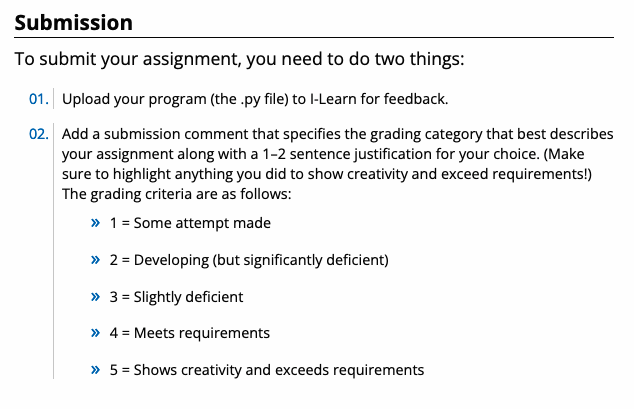 Submission
To submit your assignment, you need to do two things:
01. Upload your program (the .py file) to I-Learn for feedback.
02. Add a submission comment that specifies the grading category that best describes
your assignment along with a 1–2 sentence justification for your choice. (Make
sure to highlight anything you did to show creativity and exceed requirements!)
The grading criteria are as follows:
» 1 = Some attempt made
» 2 = Developing (but significantly deficient)
» 3 = Slightly deficient
» 4 = Meets requirements
» 5 = Shows creativity and exceeds requirements